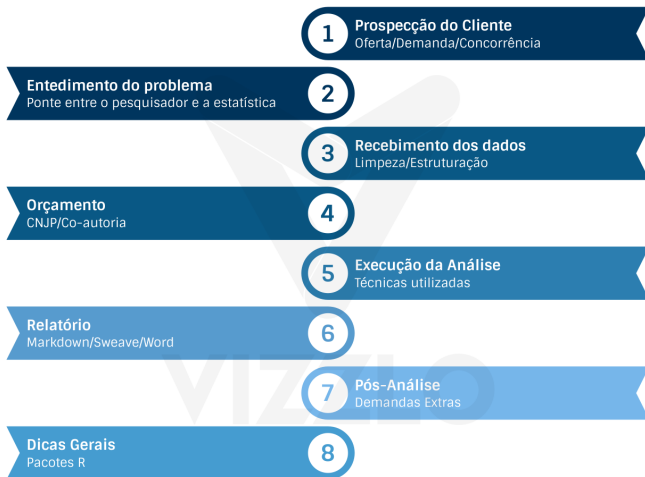 1
Prospecção do Cliente
Oferta/Demanda/Concorrência
Entedimento do problema
Ponte entre o pesquisador e a estatística
2
3
Recebimento dos dados
Limpeza/Estruturação
Orçamento
CNJP/Co-autoria
4
5
Execução da Análise
Técnicas utilizadas
Relatório
Markdown/Sweave/Word
6
7
Pós-Análise
Demandas Extras
Dicas Gerais
Pacotes R
8
VIZZLO